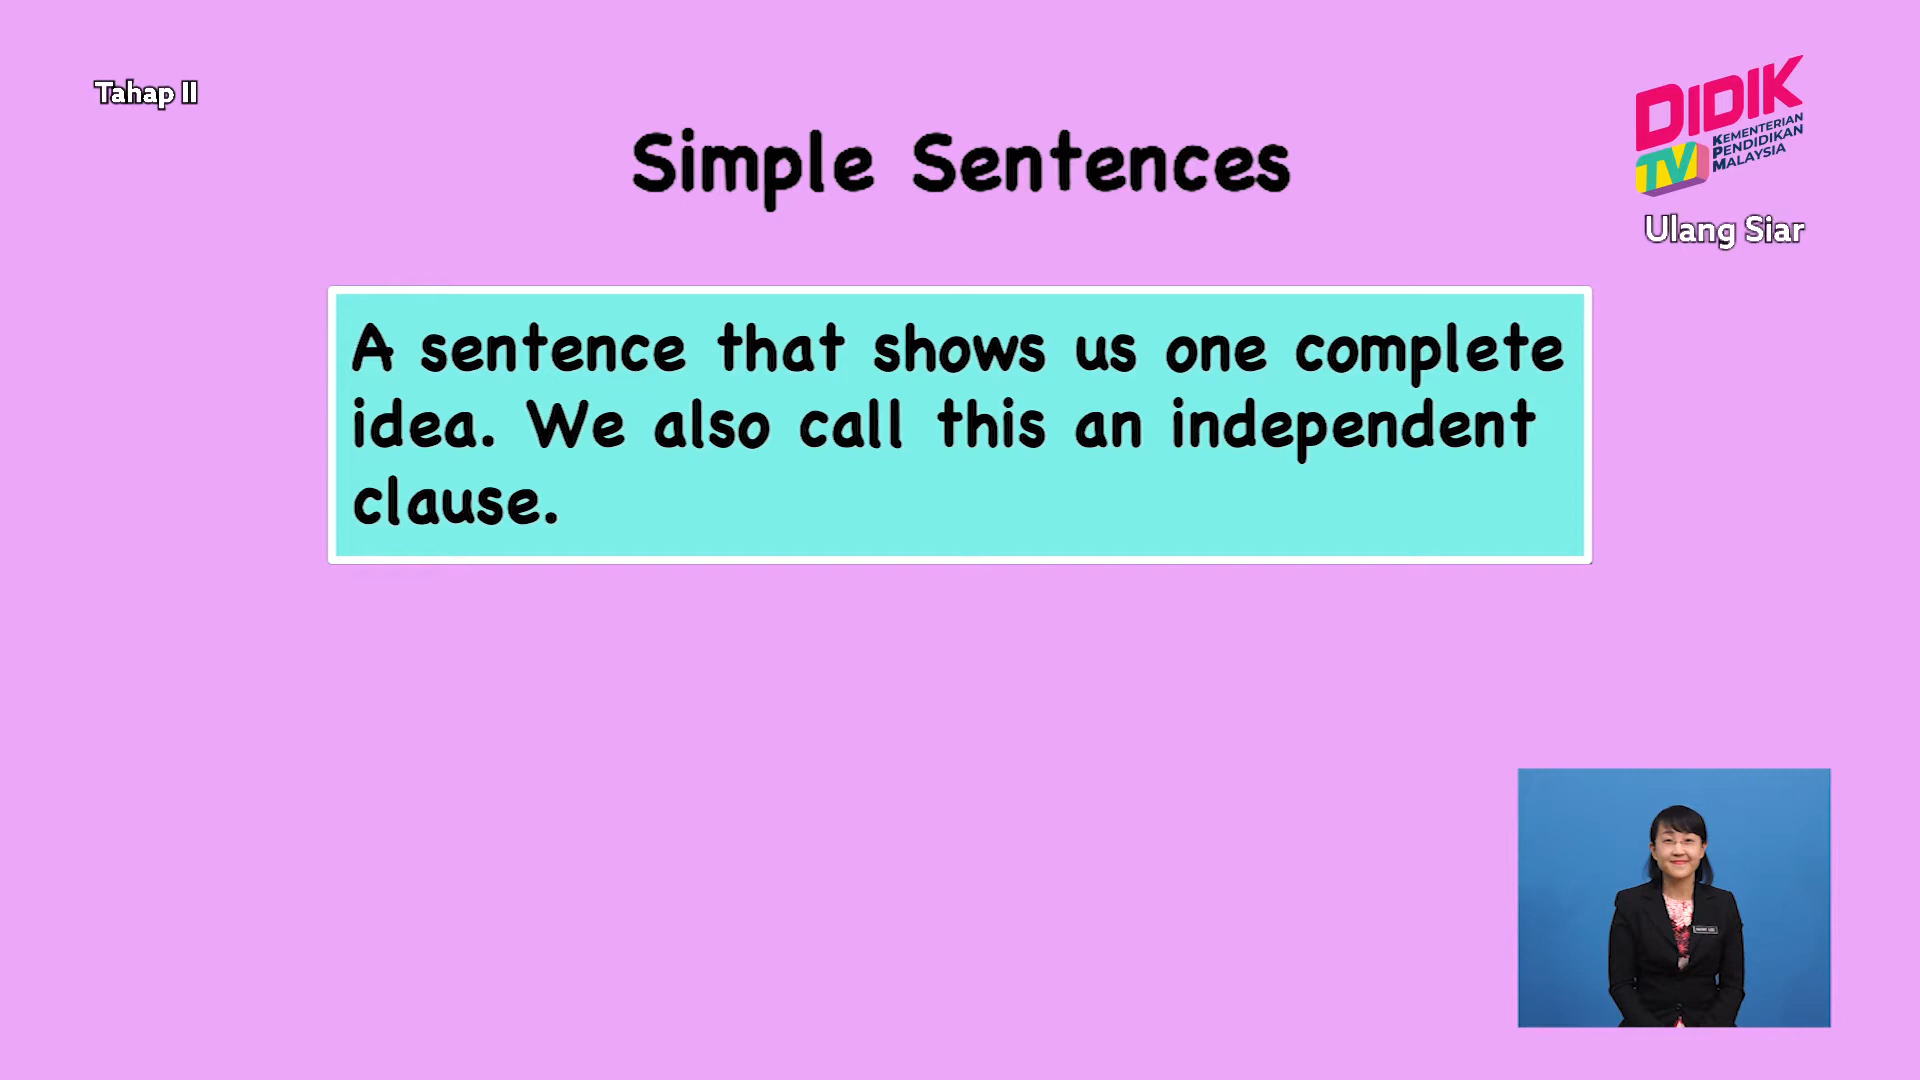 Tahap II
DIDIK
TV
KEMENTERIAN
PENDIDIKAN
MALAYSIA
Ulang Siar
Simple Sentences
A sentence that shows us one complete
idea. We also call this an independent
clause.